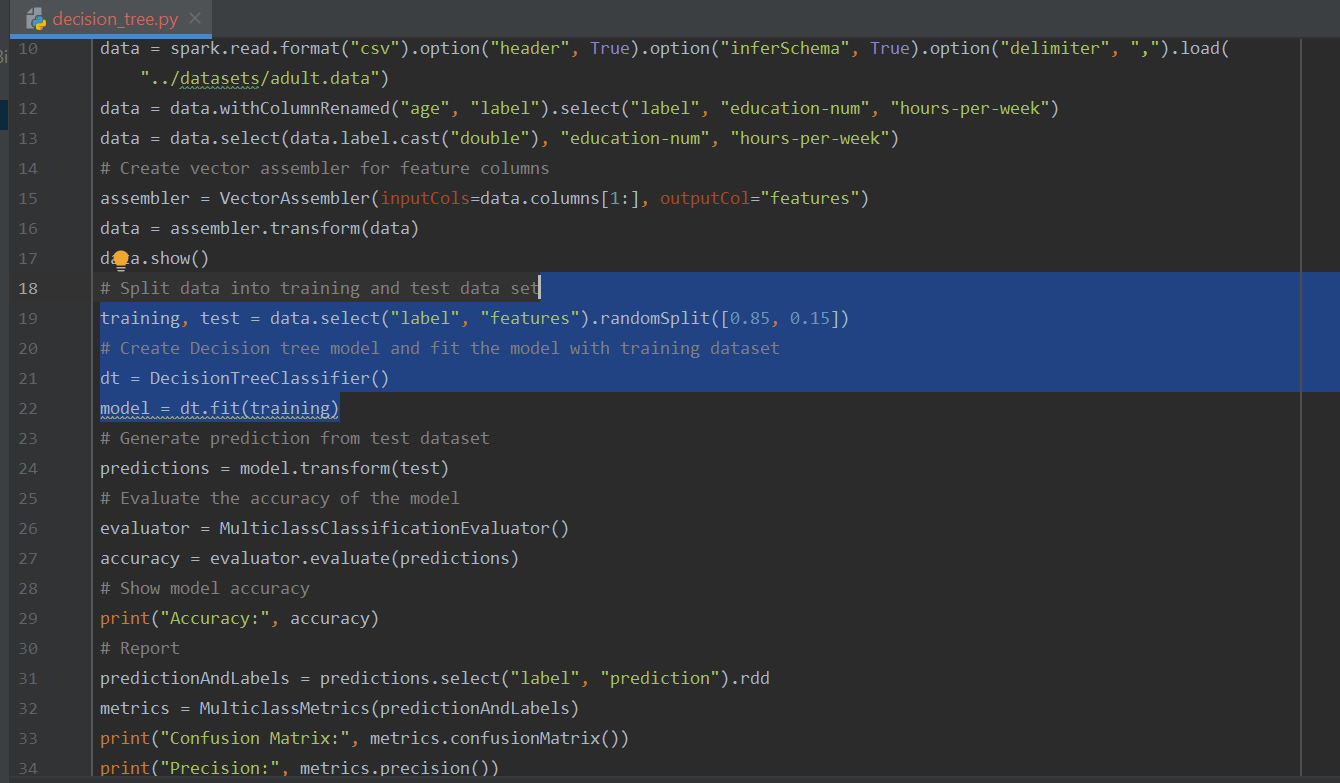 decision_tree.py
10 data = spark.read.format("csv").option("header", True).option("inferSchema", True).option("delimiter", ",").load(
11 "../datasets/adult.data")
12 data = data.withColumnRenamed("age", "label").select("label", "education-num", "hours-per-week")
13 data = data.select(data.label.cast("double"), "education-num", "hours-per-week")
14 # Create vector assembler for feature columns
15 assembler = VectorAssembler(inputCols=data.columns[1:], outputCol="features")
16 data = assembler.transform(data)
17 data.show()
18 # Split data into training and test data set
19 training, test = data.select("label", "features").randomSplit([0.85, 0.15])
20 # Create Decision tree model and fit the model with training dataset
21 dt = DecisionTreeClassifier()
22 model = dt.fit(training)
23 # Generate prediction from test dataset
24 predictions = model.transform(test)
25 # Evaluate the accuracy of the model
26 evaluator = MulticlassClassificationEvaluator()
27 accuracy = evaluator.evaluate(predictions)
28 # Show model accuracy
29 print("Accuracy:", accuracy)
30 # Report
31 predictionAndLabels = predictions.select("label", "prediction").rdd
32 metrics = MulticlassMetrics(predictionAndLabels)
33 print("Confusion Matrix:", metrics.confusionMatrix())
34 print("Precision:", metrics.precision())